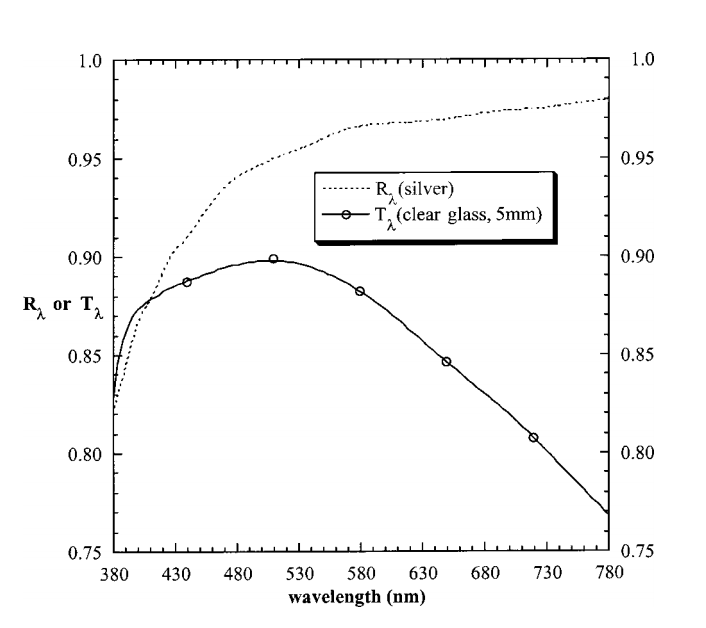 1.0 1.0
0.95 0.95
R_λ(silver)
T_λ(clear glass, 5mm)
0.90 0.90
R_λ or T_λ
0.85 0.85
0.80 0.80
0.75 0.75
380 430 480 530 580 630 680 730 780
wavelength (nm)